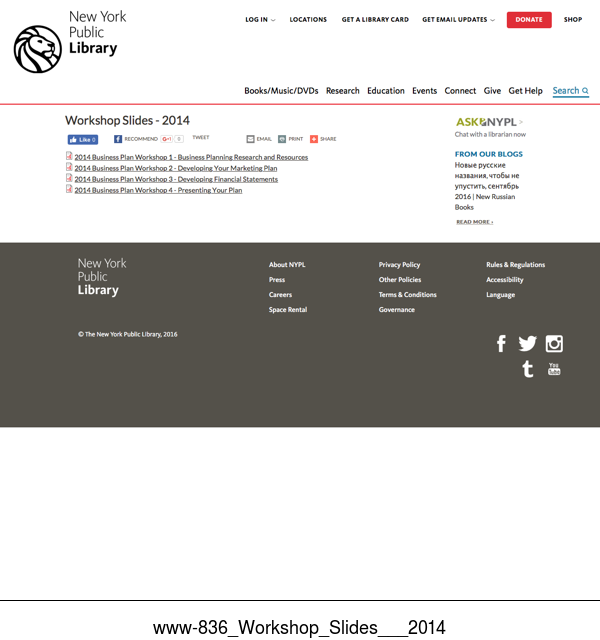 New York
Public
Library
LOG IN
LOCATIONS
GET A LIBRARY CARD
GET EMAIL UPDATES
DONATE
SHOP
Books/Music/DVDs
Research
Education
Events
Connect
Give
Get Help
Search
Workshop Slides - 2014
Like 0
RECOMMEND
G+1 0
TWEET
EMAIL
PRINT
SHARE
2014 Business Plan Workshop 1 - Business Planning Research and Resources
2014 Business Plan Workshop 2 - Developing Your Marketing Plan
2014 Business Plan Workshop 3 - Developing Financial Statements
2014 Business Plan Workshop 4 - Presenting Your Plan
ASK NYPL >
Chat with a librarian now
FROM OUR BLOGS
Новые русские
названия, чтобы не
упустить, сентябрь
2016 | New Russian
Books
READ MORE ›
New York
Public
Library
About NYPL
Press
Careers
Space Rental
Privacy Policy
Other Policies
Terms & Conditions
Governance
Rules & Regulations
Accessibility
Language
© The New York Public Library, 2016
You
Tube
www-836_Workshop_Slides___2014